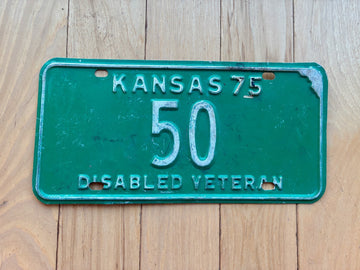 KANSAS 75
50
DISABLED VETERAN